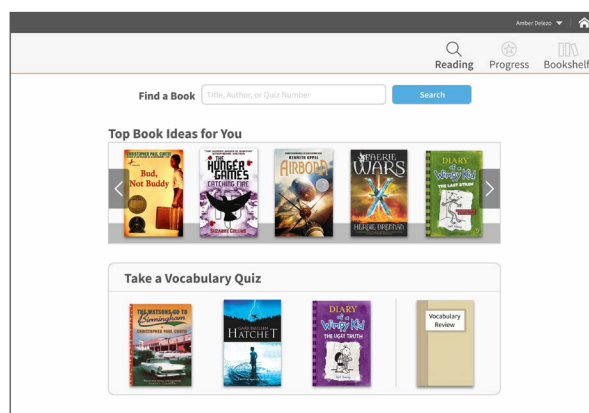 Amber Delezo
Reading
Progress
Bookshelf
Find a Book
Title, Author, or Quiz Number
Search
Top Book Ideas for You
CHRISTOPHER PAUL CURTIS
Bud,
Not Buddy
THE
HUNGER
GAMES
CATCHING FIRE
SUZANNE COLLINS
KENNETH OPPEL
AIRBORN
FAERIE
WARS
HERBIE BRENNAN
DIARY
of a
Wimpy Kid
THE LAST STRAW
Take a Vocabulary Quiz
THE WATSONS GO TO
Birmingham
CHRISTOPHER PAUL CURTIS
GARY PAULSEN
HATCHET
DIARY
of a
Wimpy Kid
THE UGLY TRUTH
Vocabulary
Review